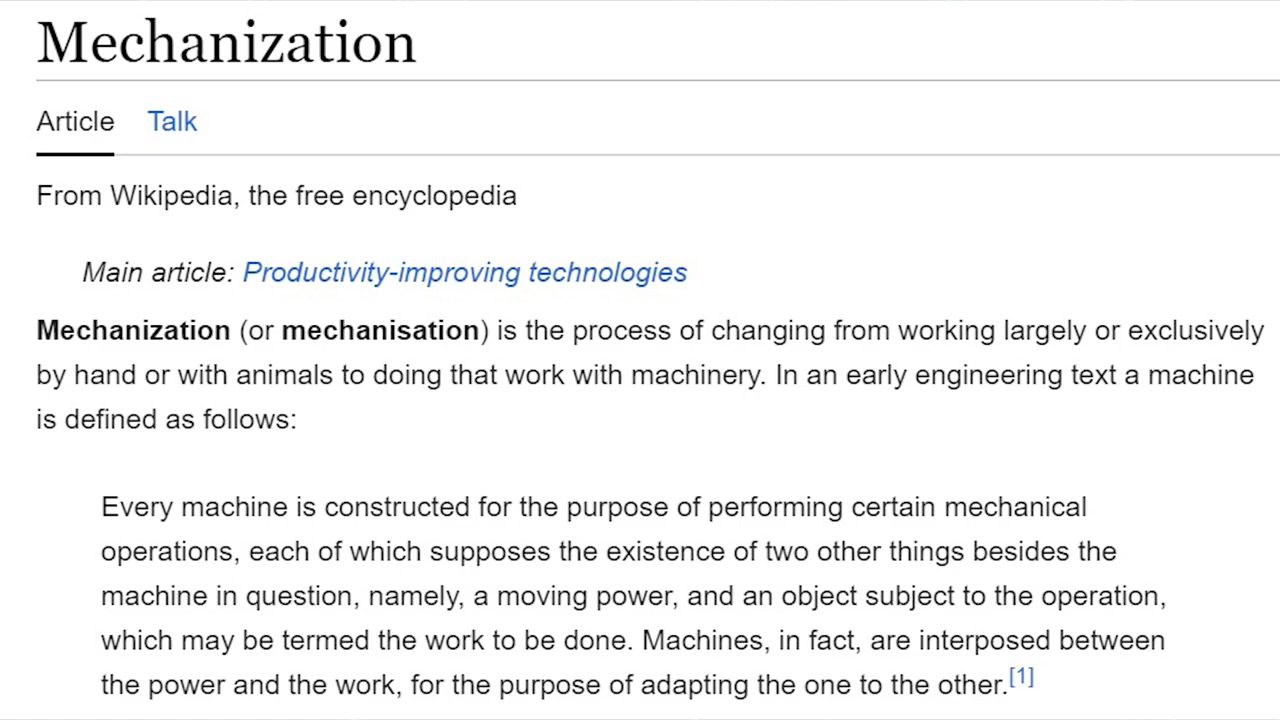 Mechanization
Article Talk
From Wikipedia, the free encyclopedia
Main article: Productivity-improving technologies
Mechanization (or mechanisation) is the process of changing from working largely or exclusively
by hand or with animals to doing that work with machinery. In an early engineering text a machine
is defined as follows:
Every machine is constructed for the purpose of performing certain mechanical
operations, each of which supposes the existence of two other things besides the
machine in question, namely, a moving power, and an object subject to the operation,
which may be termed the work to be done. Machines, in fact, are interposed between
the power and the work, for the purpose of adapting the one to the other.[1]